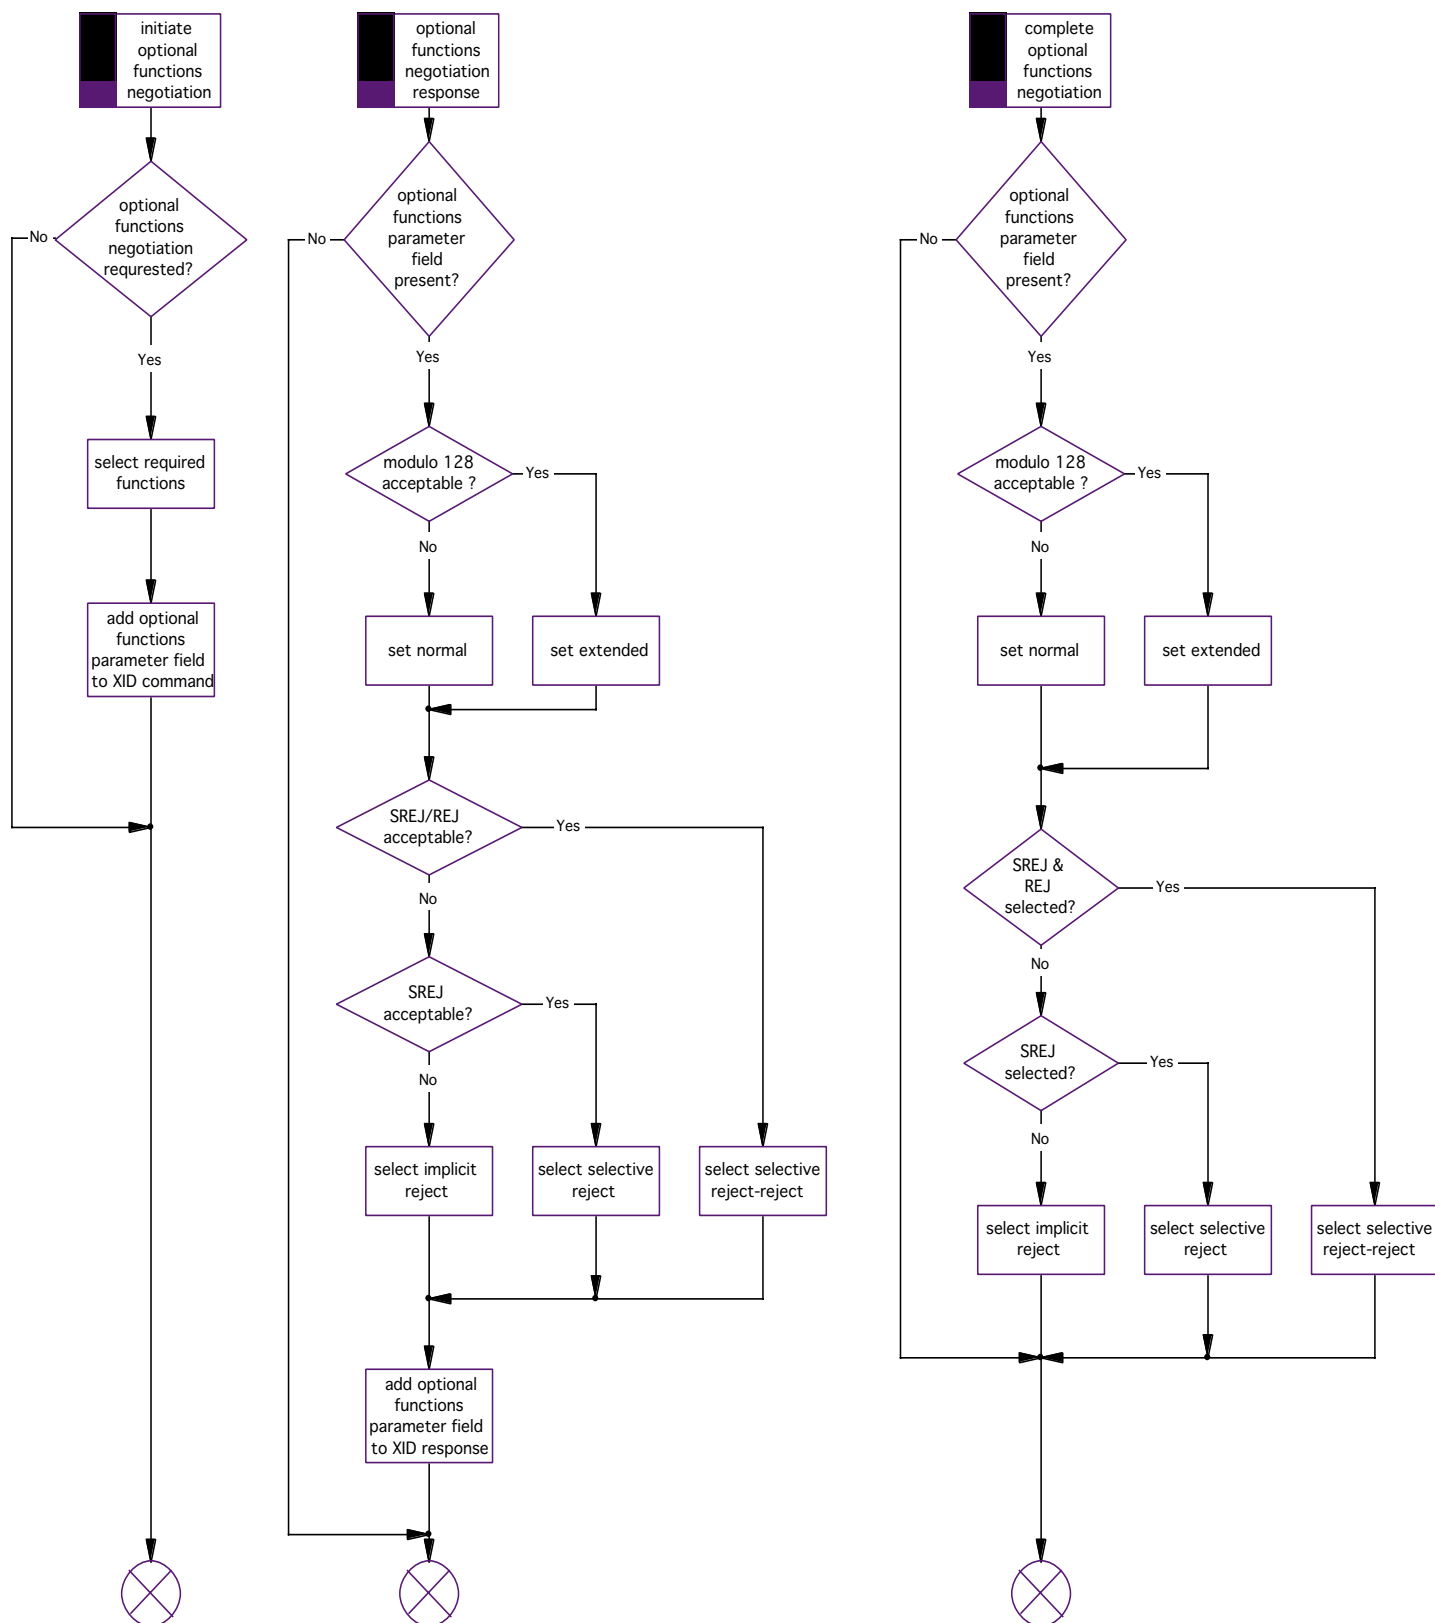 initiate
optional
functions
negotiation
optional
functions
negotiation
requrested?
No
Yes
select required
functions
add optional
functions
parameter field
to XID command
optional
functions
negotiation
response
optional
functions
parameter
field
present?
No
Yes
modulo 128
acceptable ?
Yes
No
set normal
set extended
SREJ/REJ
acceptable?
Yes
No
SREJ
acceptable?
Yes
No
select implicit
reject
select selective
reject
select selective
reject-reject
add optional
functions
parameter field
to XID response
complete
optional
functions
negotiation
optional
functions
parameter
field
present?
No
Yes
modulo 128
acceptable ?
Yes
No
set normal
set extended
SREJ &
REJ
selected?
Yes
No
SREJ
selected?
Yes
No
select implicit
reject
select selective
reject
select selective
reject-reject